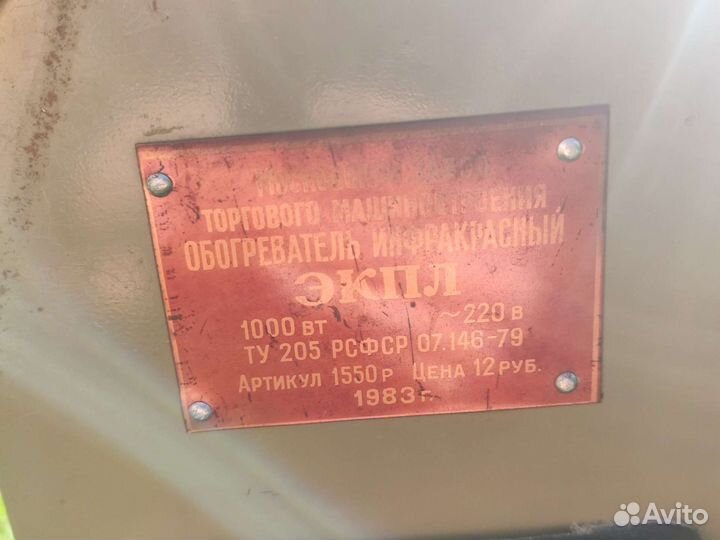 ТОРГОВОГО МАШИНОСТРОЕНИЯ
ОБОГРЕВАТЕЛЬ ИНФРАКРАСНЫЙ
ЭКПЛ
1000 ВТ ~220 В
ТУ 205 РСФСР 07.146-79
АРТИКУЛ 1550 Р ЦЕНА 12 РУБ.
1983 Г.
Avito